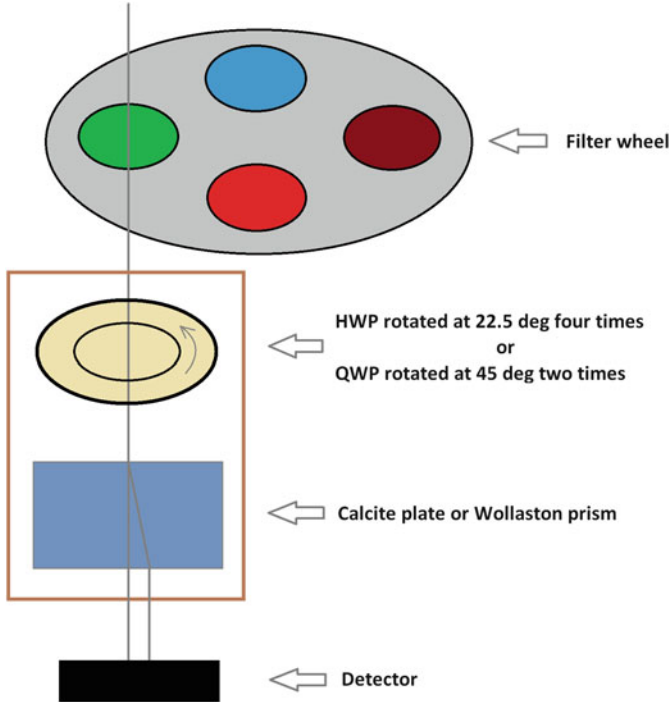 Filter wheel
HWP rotated at 22.5 deg four times
or
QWP rotated at 45 deg two times
Calcite plate or Wollaston prism
Detector